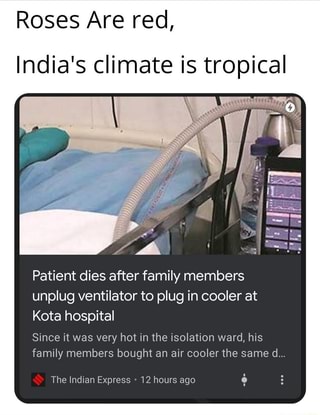 Roses Are red,
India's climate is tropical
Patient dies after family members
unplug ventilator to plug in cooler at
Kota hospital
Since it was very hot in the isolation ward, his
family members bought an air cooler the same d...
The Indian Express · 12 hours ago